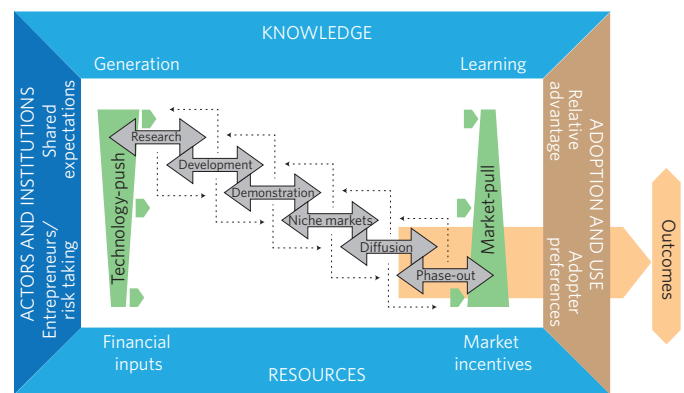 KNOWLEDGE
Generation
Learning
ACTORS AND INSTITUTIONS
Shared
expectations
Entrepreneurs/
risk taking
Technology-push
Research
Development
Demonstration
Niche markets
Diffusion
Phase-out
Market-pull
Relative
advantage
ADOPTION AND USE
Adopter
preferences
Outcomes
Financial
inputs
Market
incentives
RESOURCES